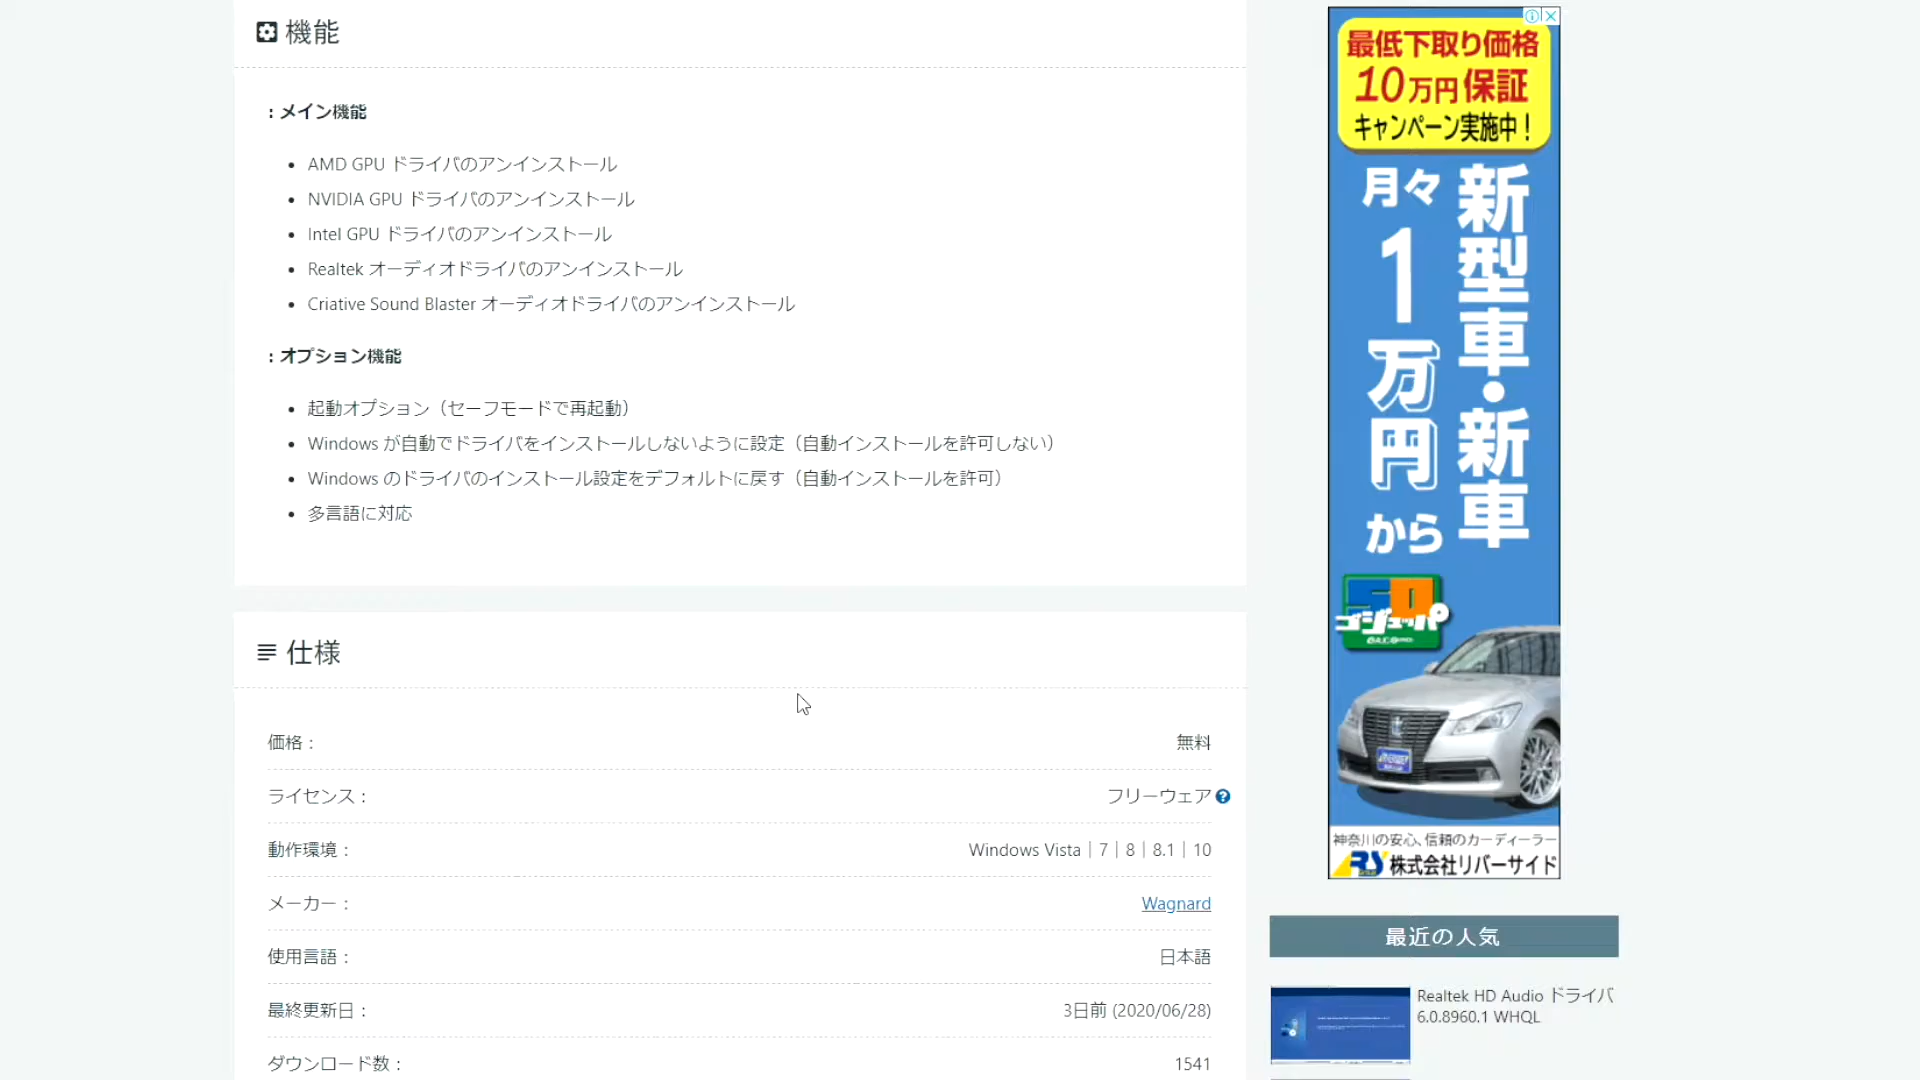 機能
: メイン機能
AMD GPU ドライバのアンインストール
NVIDIA GPU ドライバのアンインストール
Intel GPU ドライバのアンインストール
Realtek オーディオドライバのアンインストール
Criative Sound Blaster オーディオドライバのアンインストール
: オプション機能
起動オプション（セーフモードで再起動）
Windows が自動でドライバをインストールしないように設定（自動インストールを許可しない）
Windows のドライバのインストール設定をデフォルトに戻す（自動インストールを許可）
多言語に対応
仕様
価格 : 無料
ライセンス : フリーウェア
動作環境 : Windows Vista｜7｜8｜8.1｜10
メーカー : Wagnard
使用言語 : 日本語
最終更新日 : 3日前 (2020/06/28)
ダウンロード数 : 1541
最低下取り価格
10万円保証
キャンペーン実施中！
新型車・新車
月々1万円から
50
ゴジュッパ
神奈川の安心、信頼のカーディーラー
株式会社リバーサイド
最近の人気
Realtek HD Audio ドライバ
6.0.8960.1 WHQL